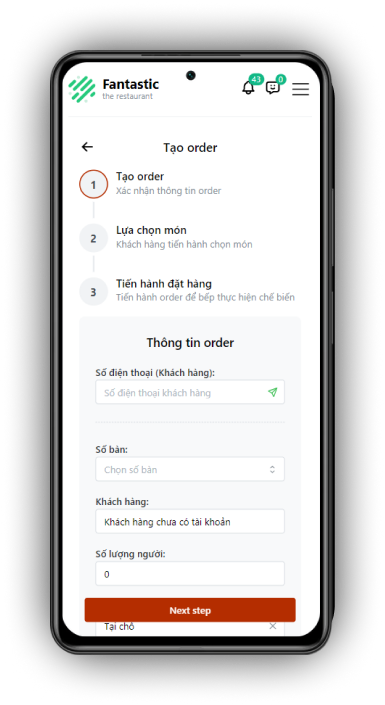 Fantastic
the restaurant
43
0
Tạo order
1
Tạo order
Xác nhận thông tin order
2
Lựa chọn món
Khách hàng tiến hành chọn món
3
Tiến hành đặt hàng
Tiến hành order để bếp thực hiện chế biến
Thông tin order
Số điện thoại (Khách hàng):
Số điện thoại khách hàng
Số bàn:
Chọn số bàn
Khách hàng:
Khách hàng chưa có tài khoản
Số lượng người:
0
Next step
Tại chỗ